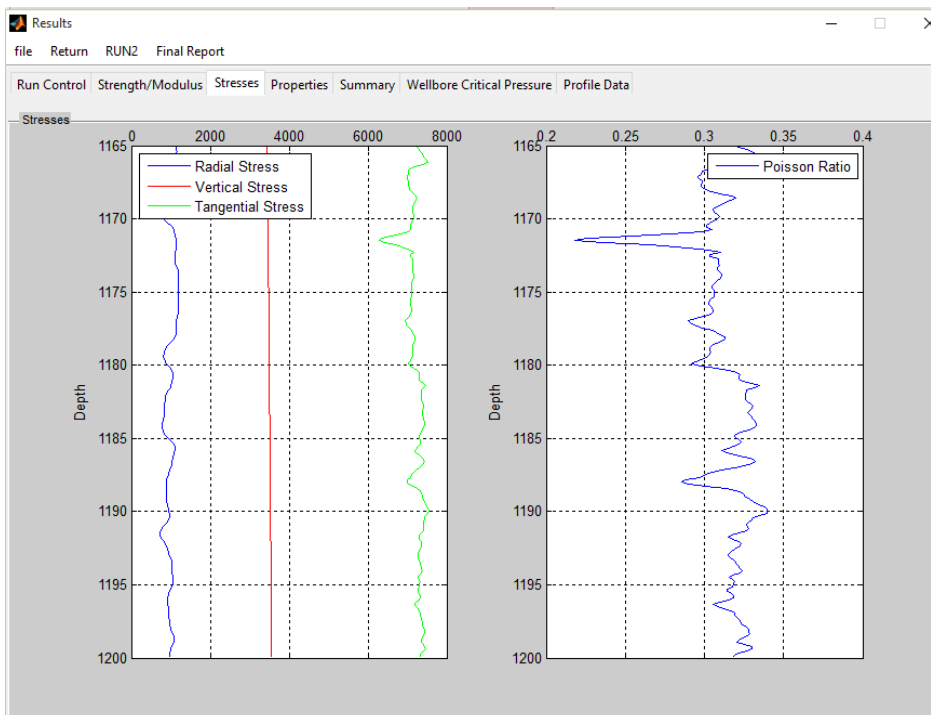 Results
file Return RUN2 Final Report
Run Control Strength/Modulus Stresses Properties Summary Wellbore Critical Pressure Profile Data
Stresses
0 2000 4000 6000 8000
1165
1170
1175
1180
1185
1190
1195
1200
Depth
Radial Stress
Vertical Stress
Tangential Stress
0.2 0.25 0.3 0.35 0.4
1165
1170
1175
1180
1185
1190
1195
1200
Depth
Poisson Ratio